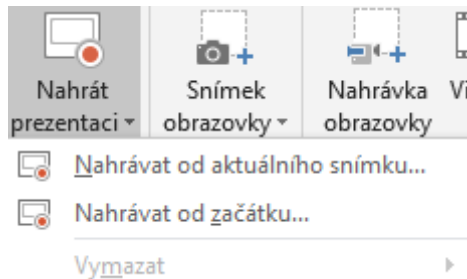 Nahrát
prezentaci
Snímek
obrazovky
Nahrávka
obrazovky
Nahrávat od aktuálního snímku...
Nahrávat od začátku...
Vymazat